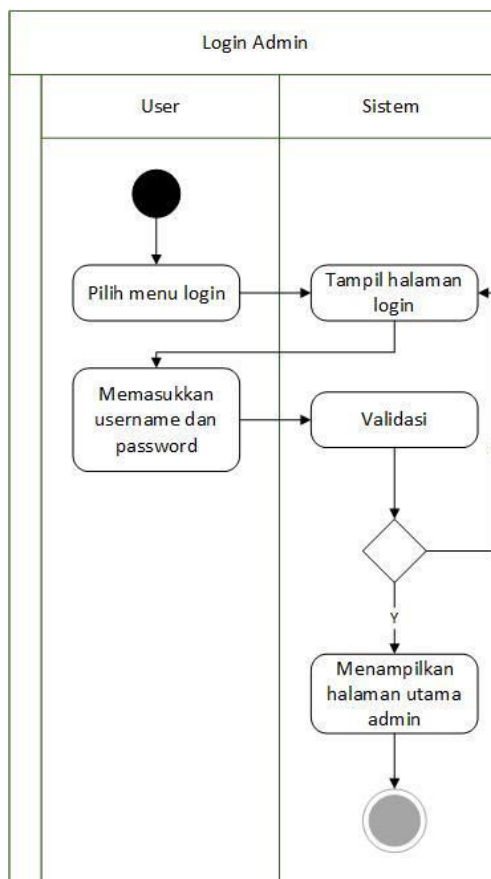 Login Admin
User
Sistem
Pilih menu login
Tampil halaman
login
Memasukkan
username dan
password
Validasi
Y
Menampilkan
halaman utama
admin